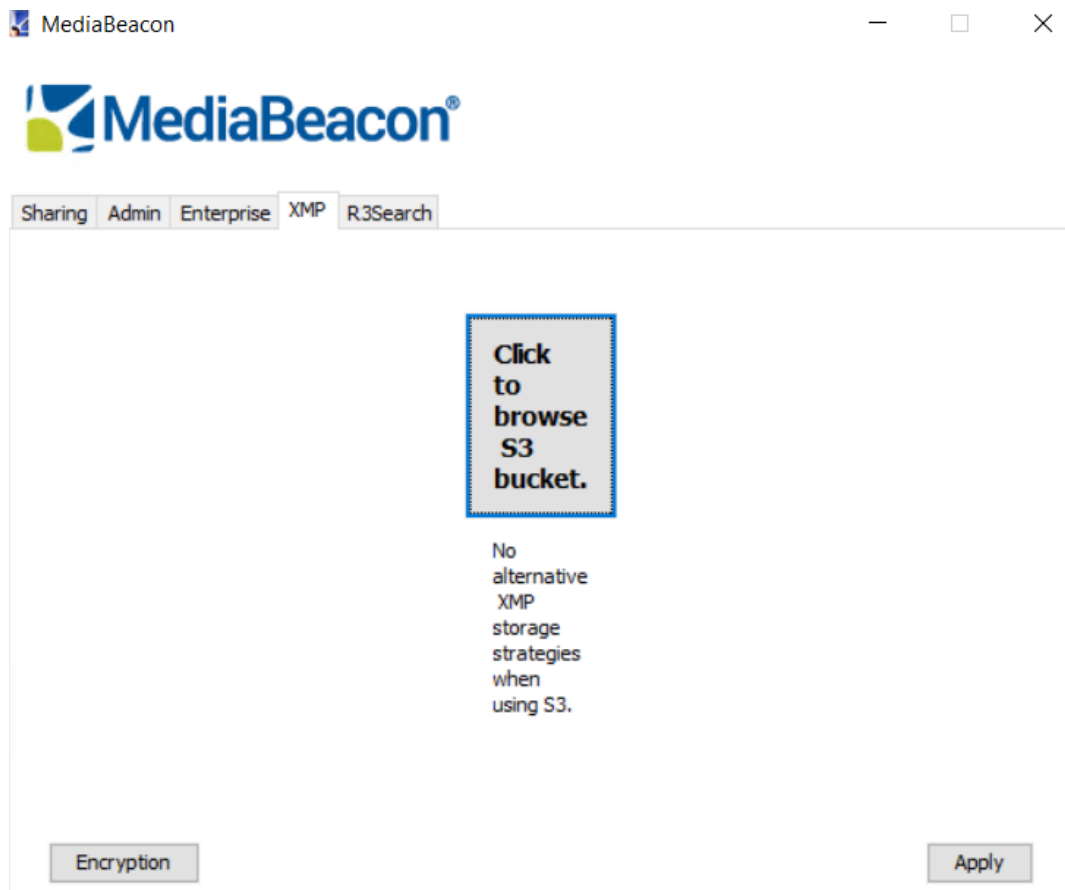 MediaBeacon
MediaBeacon®
Sharing Admin Enterprise XMP R3Search
Click
to
browse
S3
bucket.
No
alternative
XMP
storage
strategies
when
using S3.
Encryption Apply